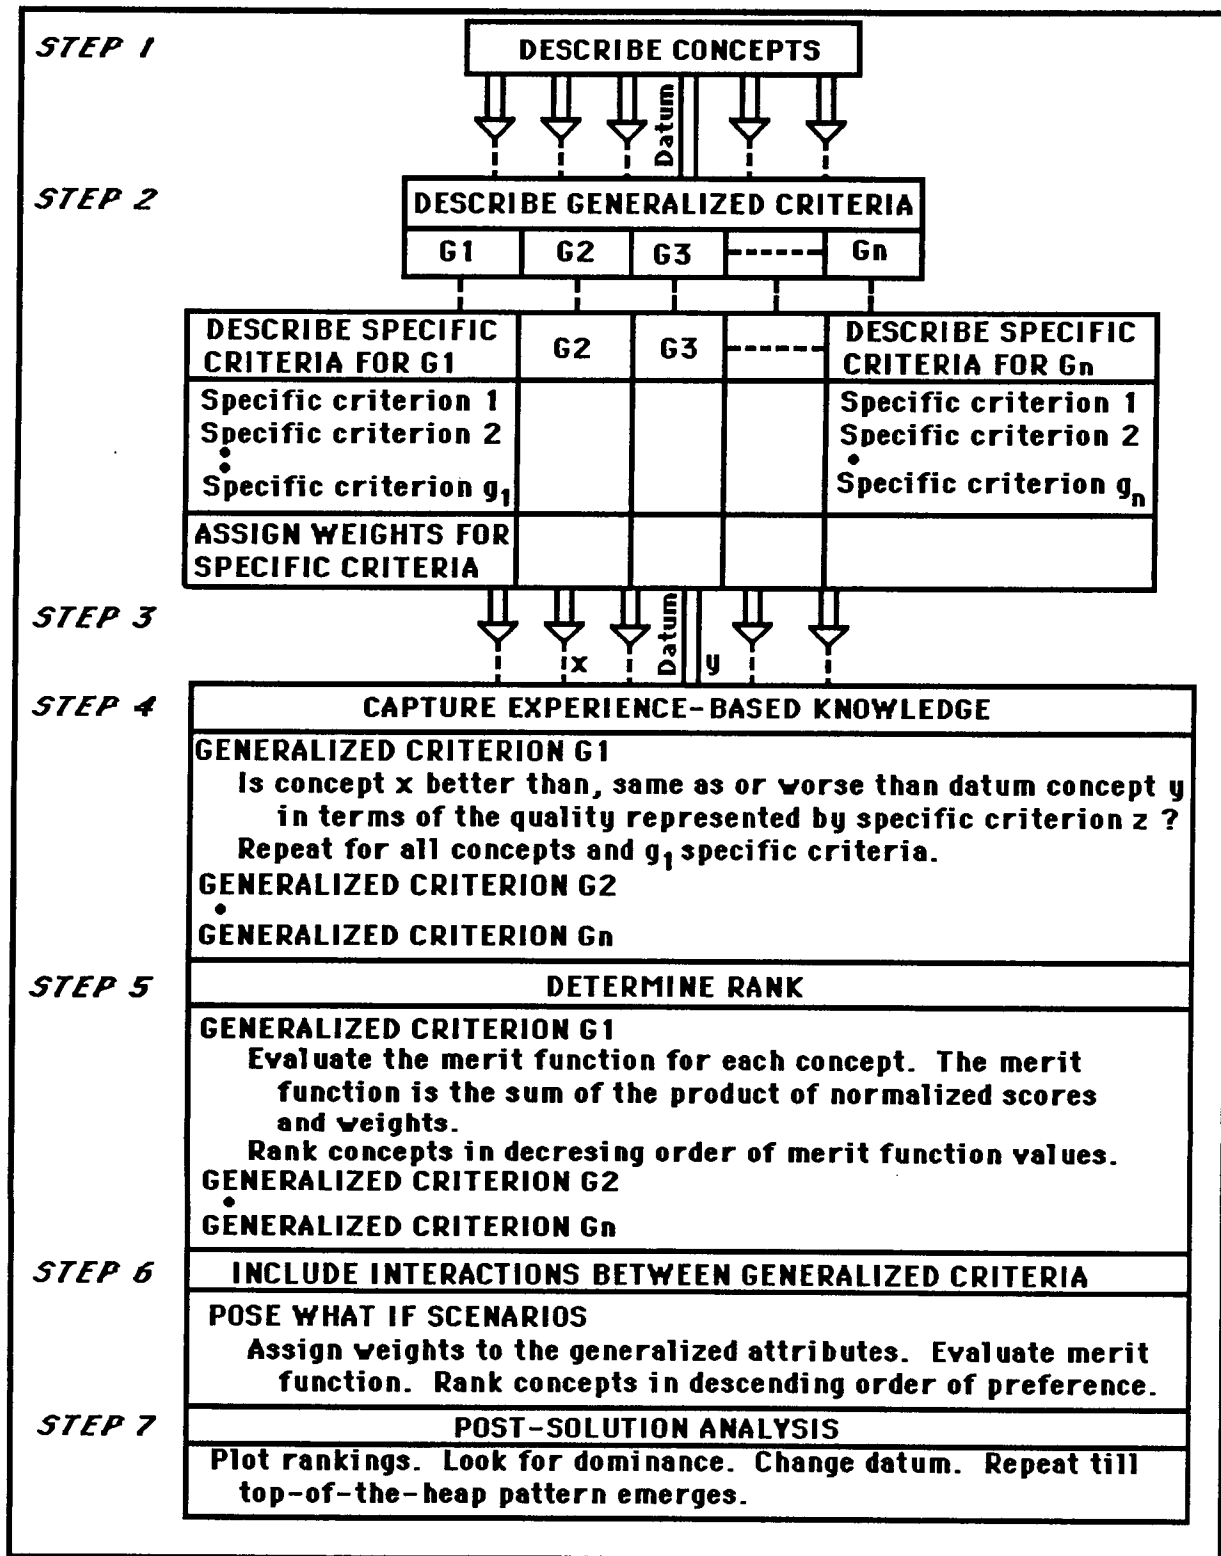 STEP 1
DESCRIBE CONCEPTS
Datum
STEP 2
DESCRIBE GENERALIZED CRITERIA
G1 G2 G3 Gn
DESCRIBE SPECIFIC CRITERIA FOR G1
G2 G3
DESCRIBE SPECIFIC CRITERIA FOR Gn
Specific criterion 1
Specific criterion 2
Specific criterion g1
Specific criterion 1
Specific criterion 2
Specific criterion gn
ASSIGN WEIGHTS FOR
SPECIFIC CRITERIA
STEP 3
x Datum y
STEP 4
CAPTURE EXPERIENCE-BASED KNOWLEDGE
GENERALIZED CRITERION G1
Is concept x better than, same as or worse than datum concept y
in terms of the quality represented by specific criterion z ?
Repeat for all concepts and g1 specific criteria.
GENERALIZED CRITERION G2
GENERALIZED CRITERION Gn
STEP 5
DETERMINE RANK
GENERALIZED CRITERION G1
Evaluate the merit function for each concept. The merit
function is the sum of the product of normalized scores
and weights.
Rank concepts in decresing order of merit function values.
GENERALIZED CRITERION G2
GENERALIZED CRITERION Gn
STEP 6
INCLUDE INTERACTIONS BETWEEN GENERALIZED CRITERIA
POSE WHAT IF SCENARIOS
Assign weights to the generalized attributes. Evaluate merit
function. Rank concepts in descending order of preference.
STEP 7
POST-SOLUTION ANALYSIS
Plot rankings. Look for dominance. Change datum. Repeat till
top-of-the-heap pattern emerges.